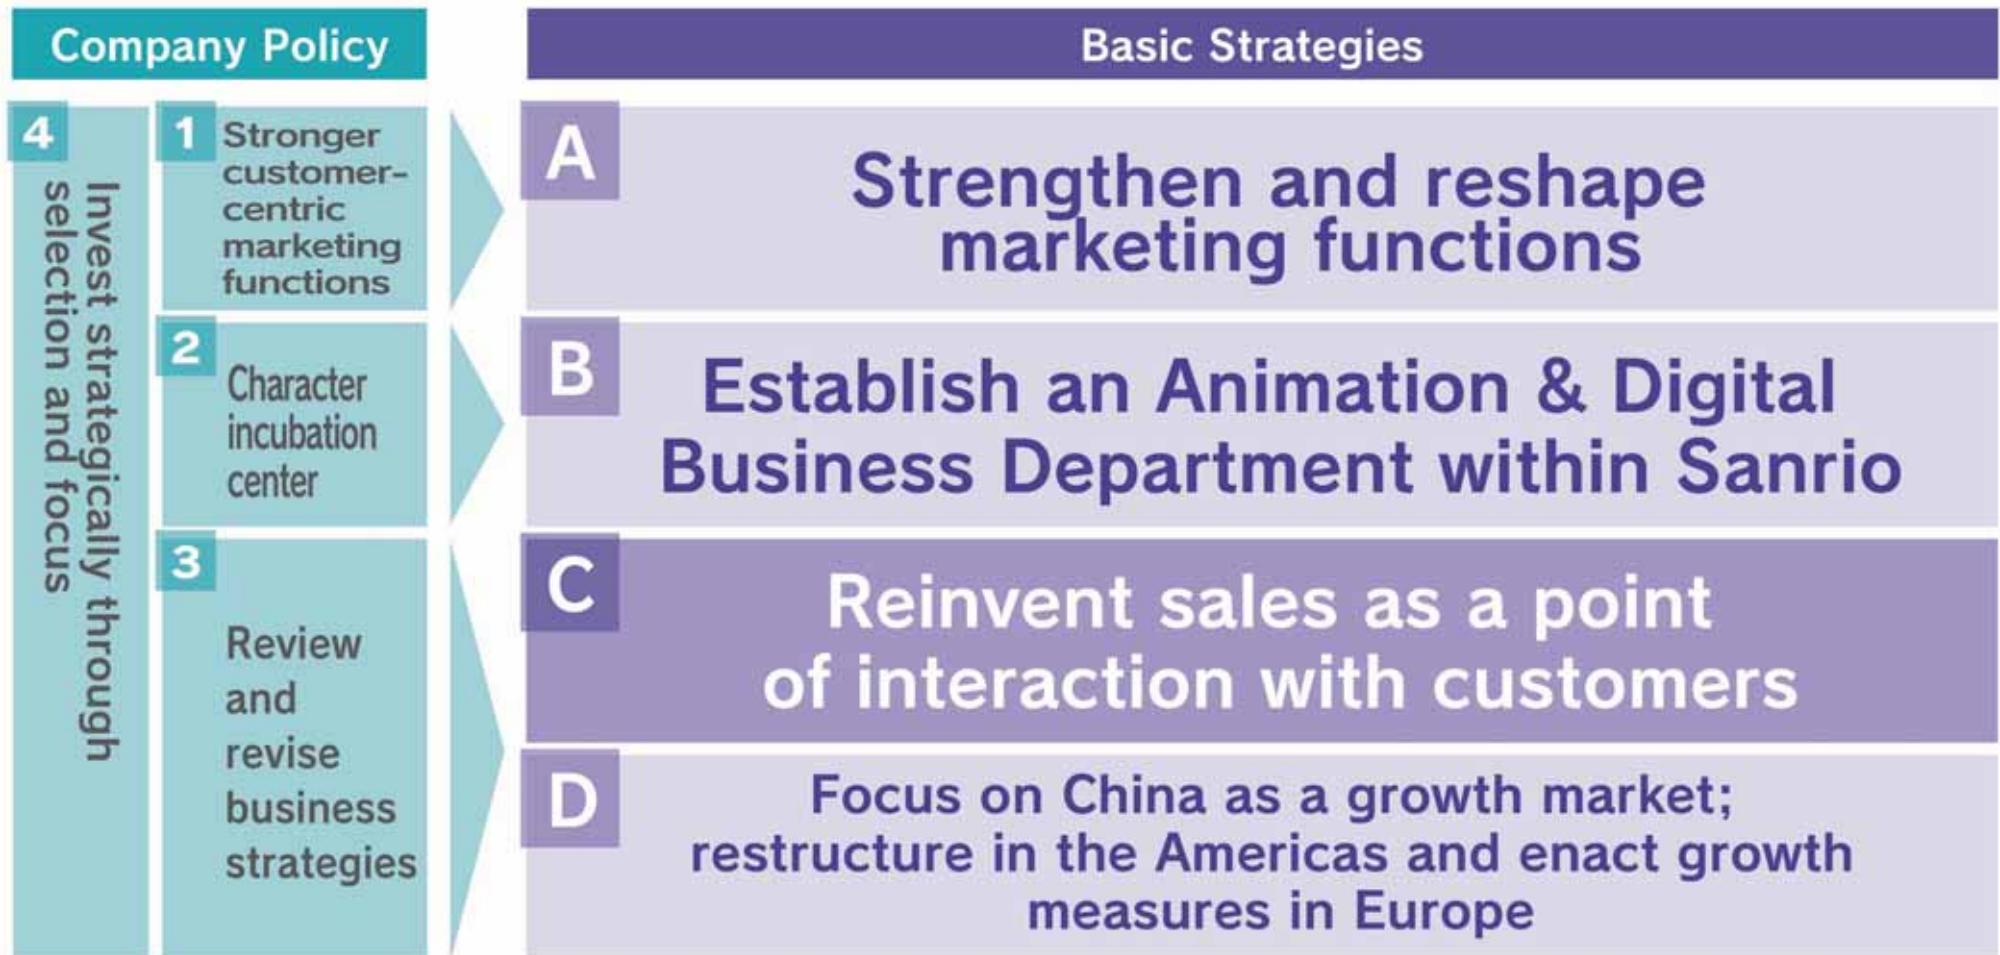 Company Policy
Basic Strategies
4
Invest strategically through
selection and focus
1
Stronger
customer-
centric
marketing
functions
A
Strengthen and reshape
marketing functions
2
Character
incubation
center
B
Establish an Animation & Digital
Business Department within Sanrio
3
Review
and
revise
business
strategies
C
Reinvent sales as a point
of interaction with customers
D
Focus on China as a growth market;
restructure in the Americas and enact growth
measures in Europe